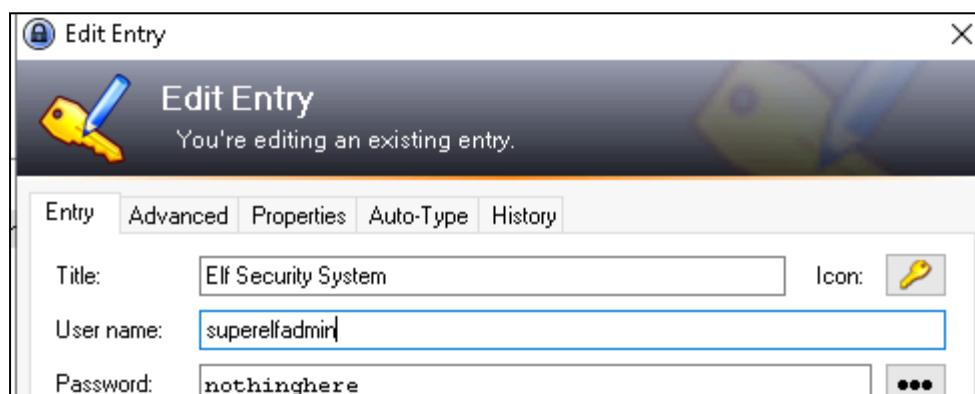 Edit Entry
Edit Entry
You're editing an existing entry.
Entry Advanced Properties Auto-Type History
Title: Elf Security System Icon:
User name: superelfadmin
Password: nothinghere